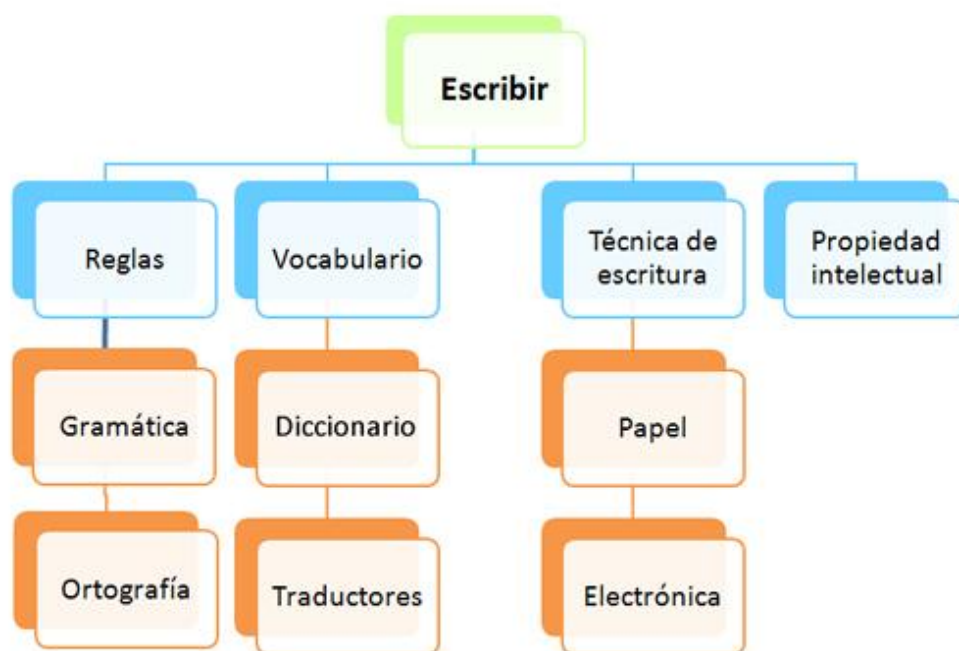 Escribir
Reglas
Vocabulario
Técnica de
escritura
Propiedad
intelectual
Gramática
Diccionario
Papel
Ortografía
Traductores
Electrónica